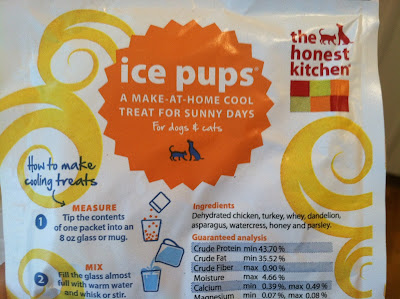 the
honest
kitchen®
ice pups®
A MAKE-AT-HOME COOL
TREAT FOR SUNNY DAYS
For dogs & cats
How to make
cooling treats
1
MEASURE
Tip the contents
of one packet into an
8 oz glass or mug.
2
MIX
Fill the glass almost
full with warm water
and whisk or stir.
Ingredients
Dehydrated chicken, turkey, whey, dandelion,
asparagus, watercress, honey and parsley.
Guaranteed analysis
Crude Protein min 43.70 %
Crude Fat min 35.52 %
Crude Fiber max 0.90 %
Moisture max 4.66 %
Calcium min 0.39 %, max 0.49 %
Magnesium min 0.07 %, max 0.08 %